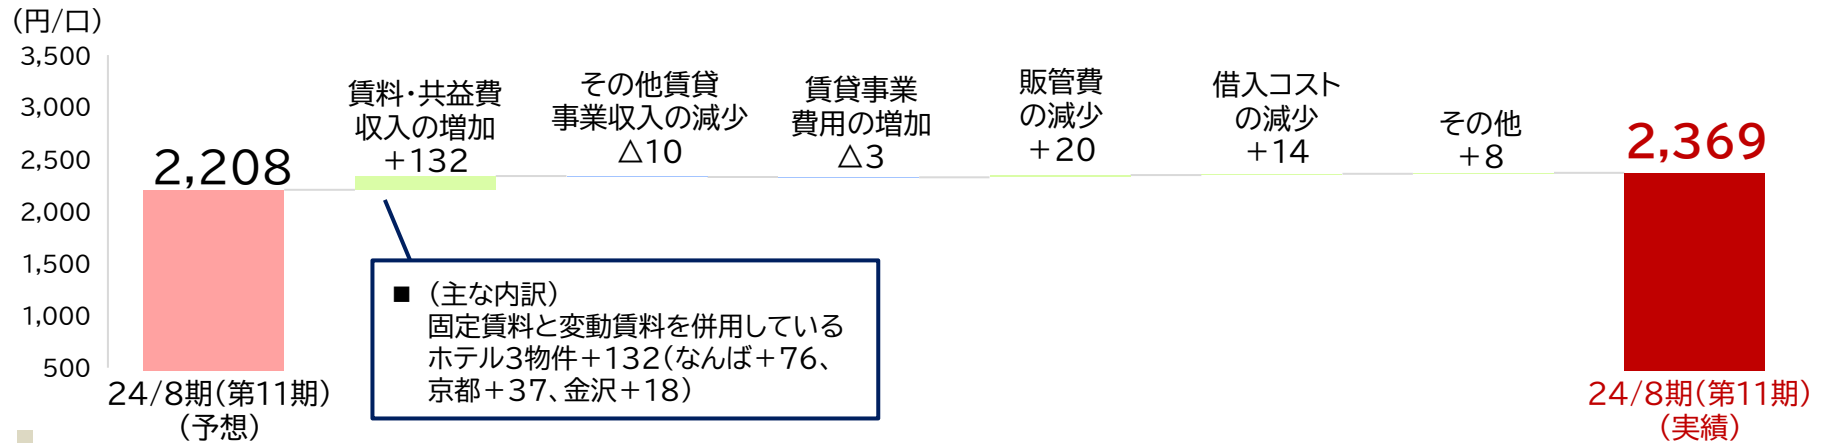 (円/口)
3,500
3,000
2,500
2,000
1,500
1,000
500
2,208
賃料・共益費
収入の増加
+132
その他賃貸
事業収入の減少
△10
賃貸事業
費用の増加
△3
販管費
の減少
+20
借入コスト
の減少
+14
その他
+8
2,369
■ (主な内訳)
固定賃料と変動賃料を併用している
ホテル3物件+132(なんば+76、
京都+37、金沢+18)
24/8期(第11期)
(予想)
24/8期(第11期)
(実績)